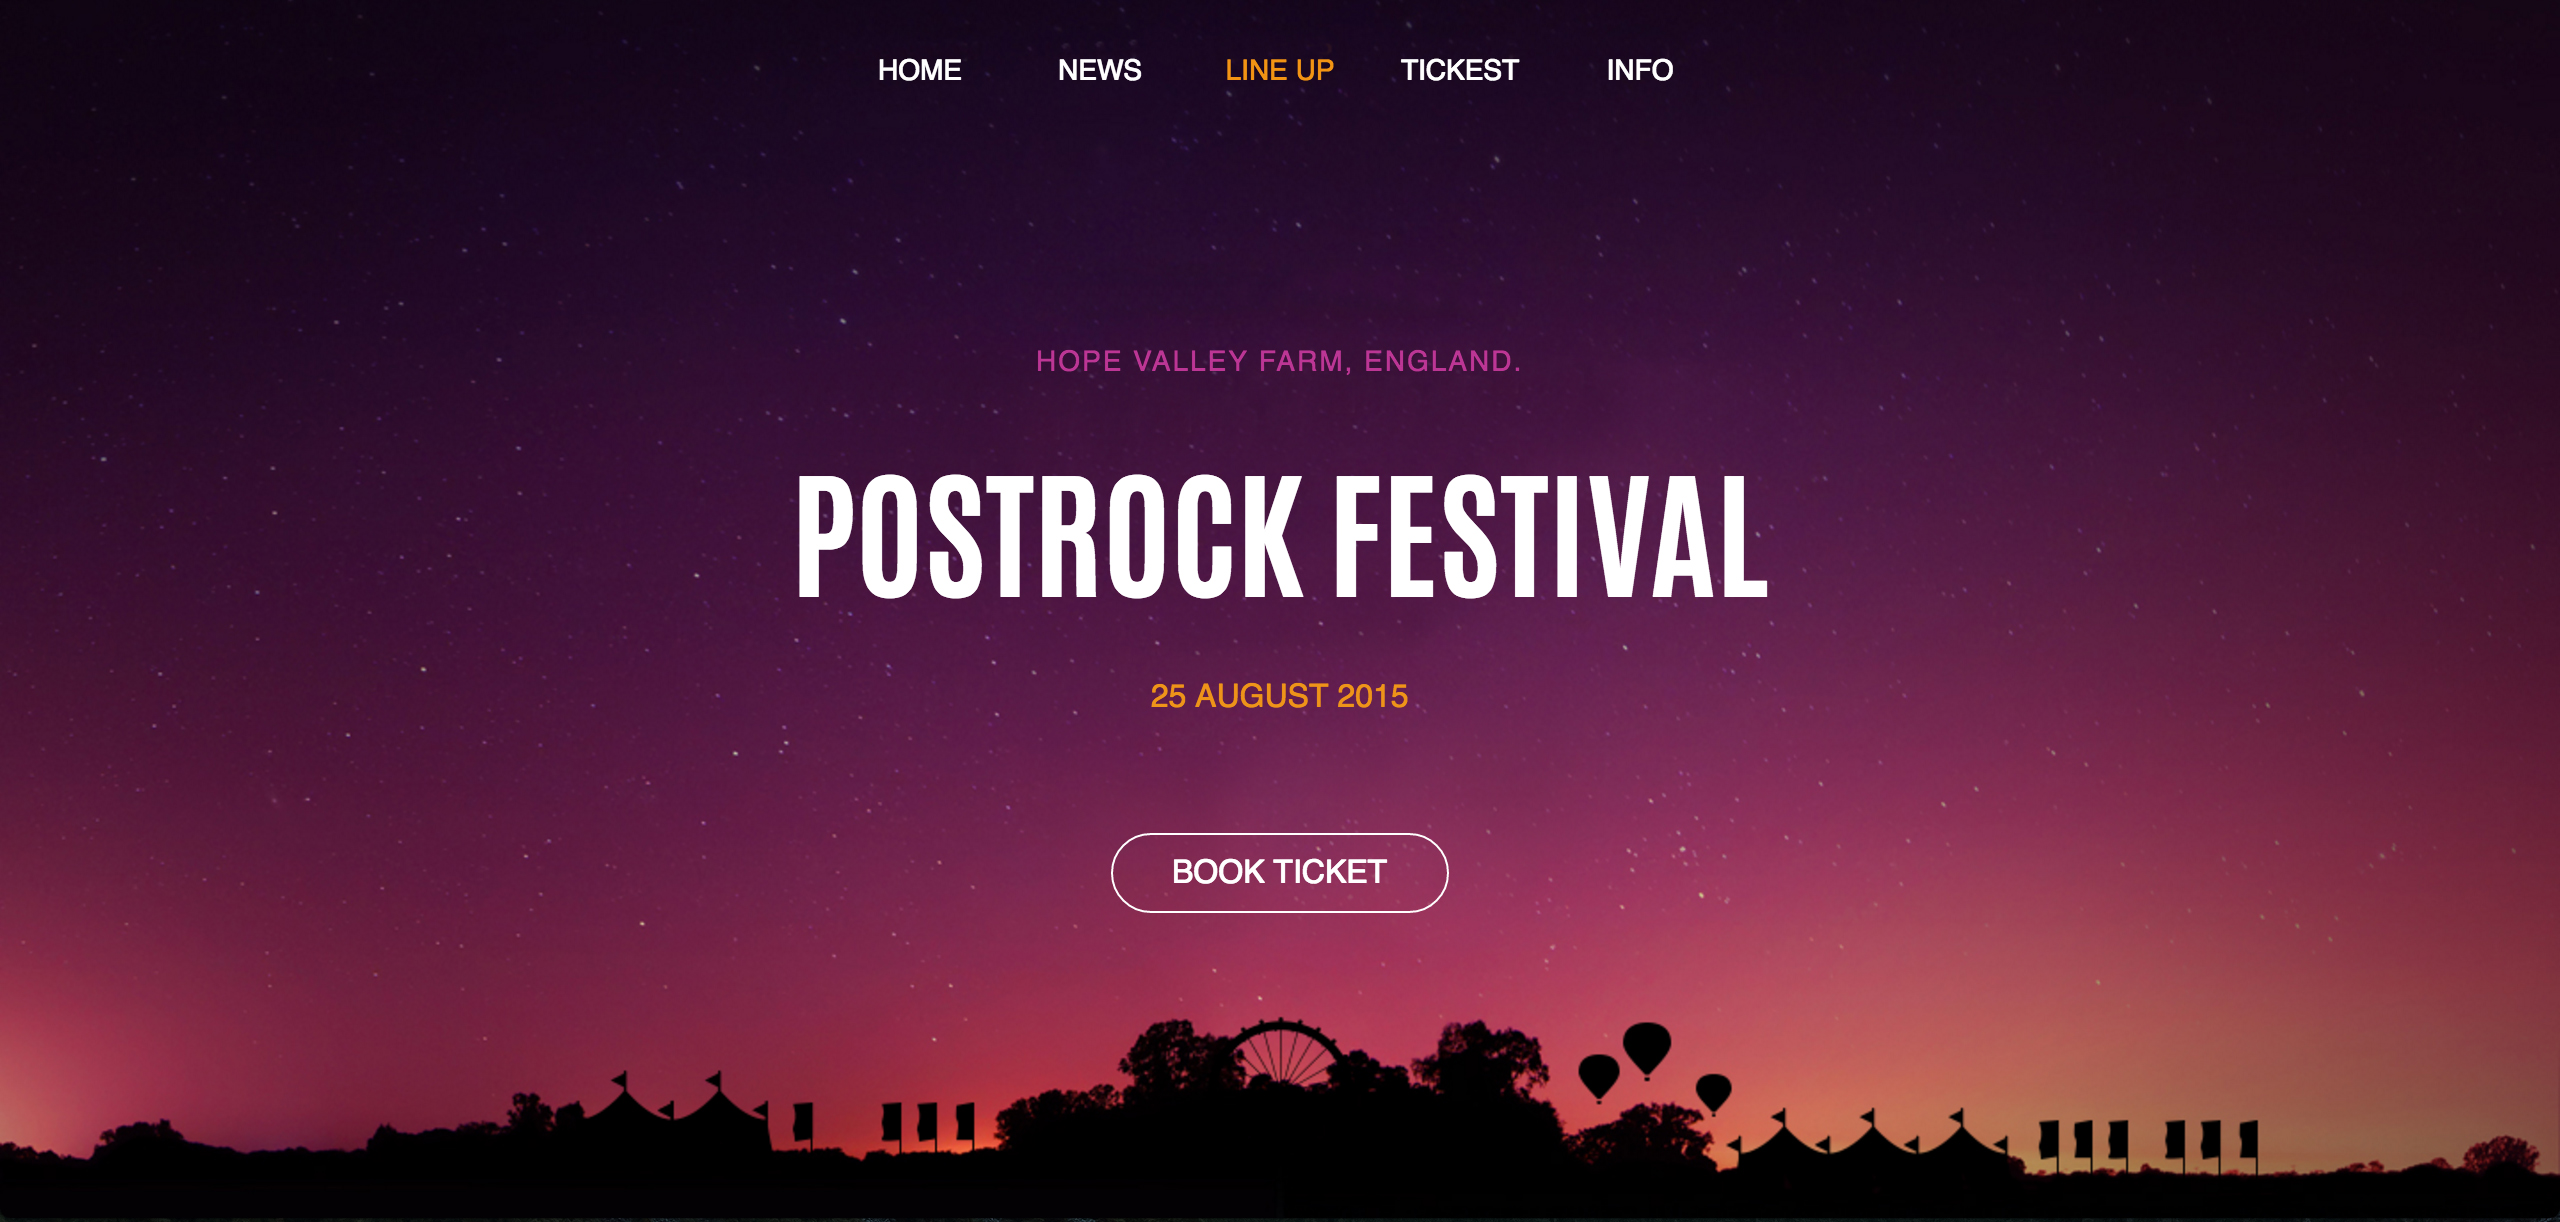 HOME NEWS LINE UP TICKEST INFO
HOPE VALLEY FARM, ENGLAND.
POSTROCK FESTIVAL
25 AUGUST 2015
BOOK TICKET